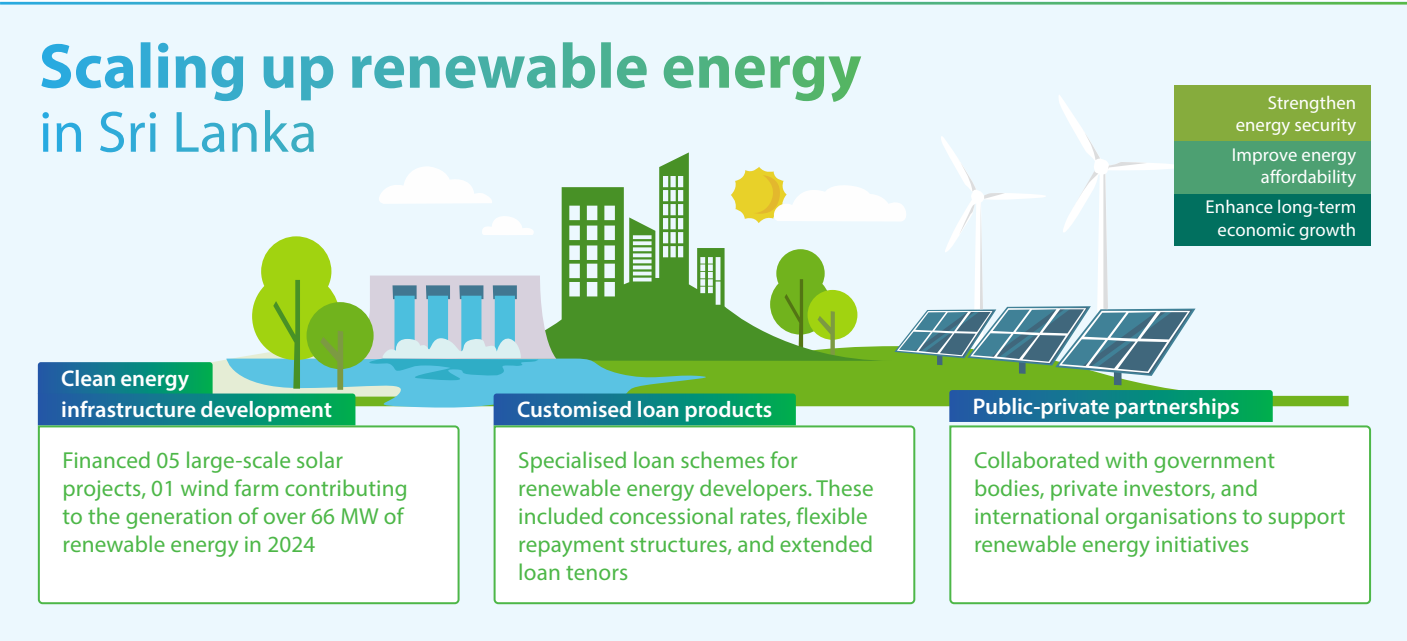 Scaling up renewable energy
in Sri Lanka
Strengthen
energy security
Improve energy
affordability
Enhance long-term
economic growth
Clean energy
infrastructure development
Financed 05 large-scale solar
projects, 01 wind farm contributing
to the generation of over 66 MW of
renewable energy in 2024
Customised loan products
Specialised loan schemes for
renewable energy developers. These
included concessional rates, flexible
repayment structures, and extended
loan tenors
Public-private partnerships
Collaborated with government
bodies, private investors, and
international organisations to support
renewable energy initiatives